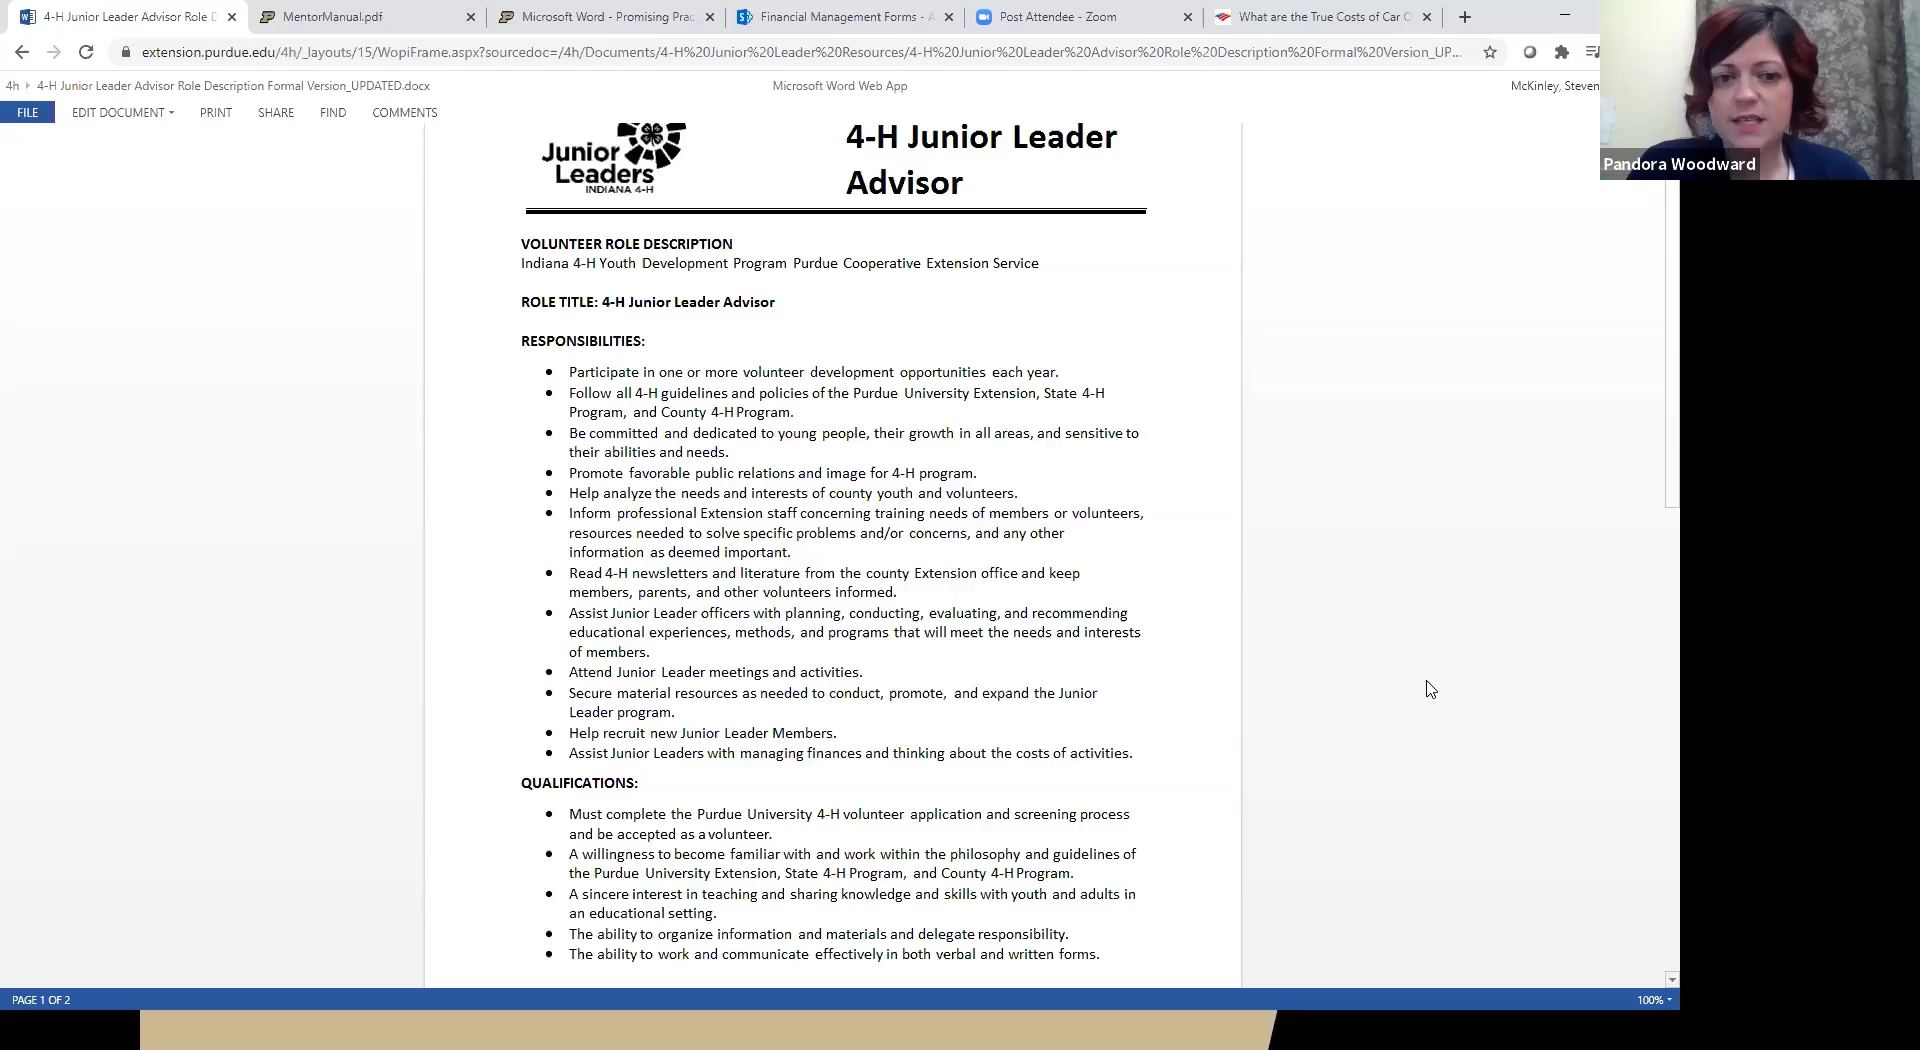 4-H Junior Leader Advisor Role D
MentorManual.pdf
Microsoft Word - Promising Prac
Financial Management Forms - A
Post Attendee - Zoom
What are the True Costs of Car O
extension.purdue.edu/4h/_layouts/15/WopiFrame.aspx?sourcedoc=/4h/Documents/4-H%20Junior%20Leader%20Resources/4-H%20Junior%20Leader%20Advisor%20Role%20Description%20Formal%20Version_UP...
4h 4-H Junior Leader Advisor Role Description Formal Version_UPDATED.docx
Microsoft Word Web App
McKinley, Steven
FILE EDIT DOCUMENT PRINT SHARE FIND COMMENTS
Pandora Woodward
Junior
Leaders
INDIANA 4-H
4-H Junior Leader
Advisor
VOLUNTEER ROLE DESCRIPTION
Indiana 4-H Youth Development Program Purdue Cooperative Extension Service
ROLE TITLE: 4-H Junior Leader Advisor
RESPONSIBILITIES:
• Participate in one or more volunteer development opportunities each year.
• Follow all 4-H guidelines and policies of the Purdue University Extension, State 4-H
Program, and County 4-H Program.
• Be committed and dedicated to young people, their growth in all areas, and sensitive to
their abilities and needs.
• Promote favorable public relations and image for 4-H program.
• Help analyze the needs and interests of county youth and volunteers.
• Inform professional Extension staff concerning training needs of members or volunteers,
resources needed to solve specific problems and/or concerns, and any other
information as deemed important.
• Read 4-H newsletters and literature from the county Extension office and keep
members, parents, and other volunteers informed.
• Assist Junior Leader officers with planning, conducting, evaluating, and recommending
educational experiences, methods, and programs that will meet the needs and interests
of members.
• Attend Junior Leader meetings and activities.
• Secure material resources as needed to conduct, promote, and expand the Junior
Leader program.
• Help recruit new Junior Leader Members.
• Assist Junior Leaders with managing finances and thinking about the costs of activities.
QUALIFICATIONS:
• Must complete the Purdue University 4-H volunteer application and screening process
and be accepted as a volunteer.
• A willingness to become familiar with and work within the philosophy and guidelines of
the Purdue University Extension, State 4-H Program, and County 4-H Program.
• A sincere interest in teaching and sharing knowledge and skills with youth and adults in
an educational setting.
• The ability to organize information and materials and delegate responsibility.
• The ability to work and communicate effectively in both verbal and written forms.
PAGE 1 OF 2
100%